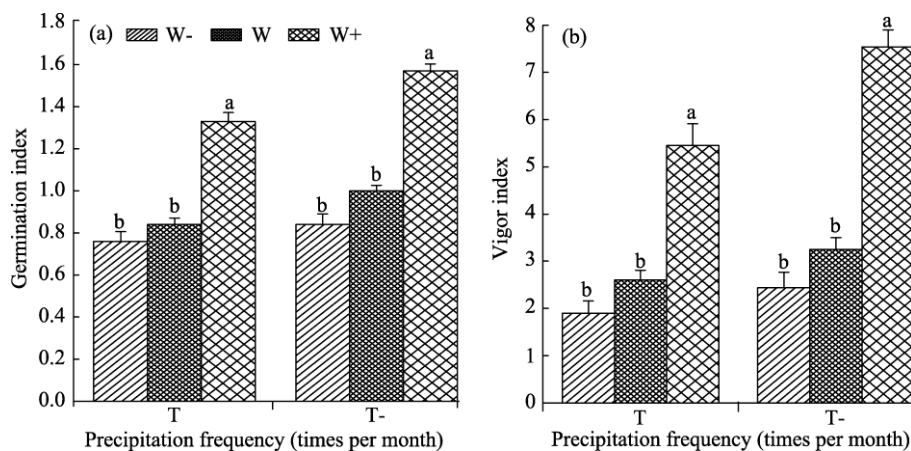 (a) W- W W+
1.8
1.6
1.4
1.2
1.0
0.8
0.6
0.4
0.2
0.0
Germination index
b b a b b a
T T-
Precipitation frequency (times per month)
(b)
8
7
6
5
4
3
2
1
0
Vigor index
b b a b b a
T T-
Precipitation frequency (times per month)